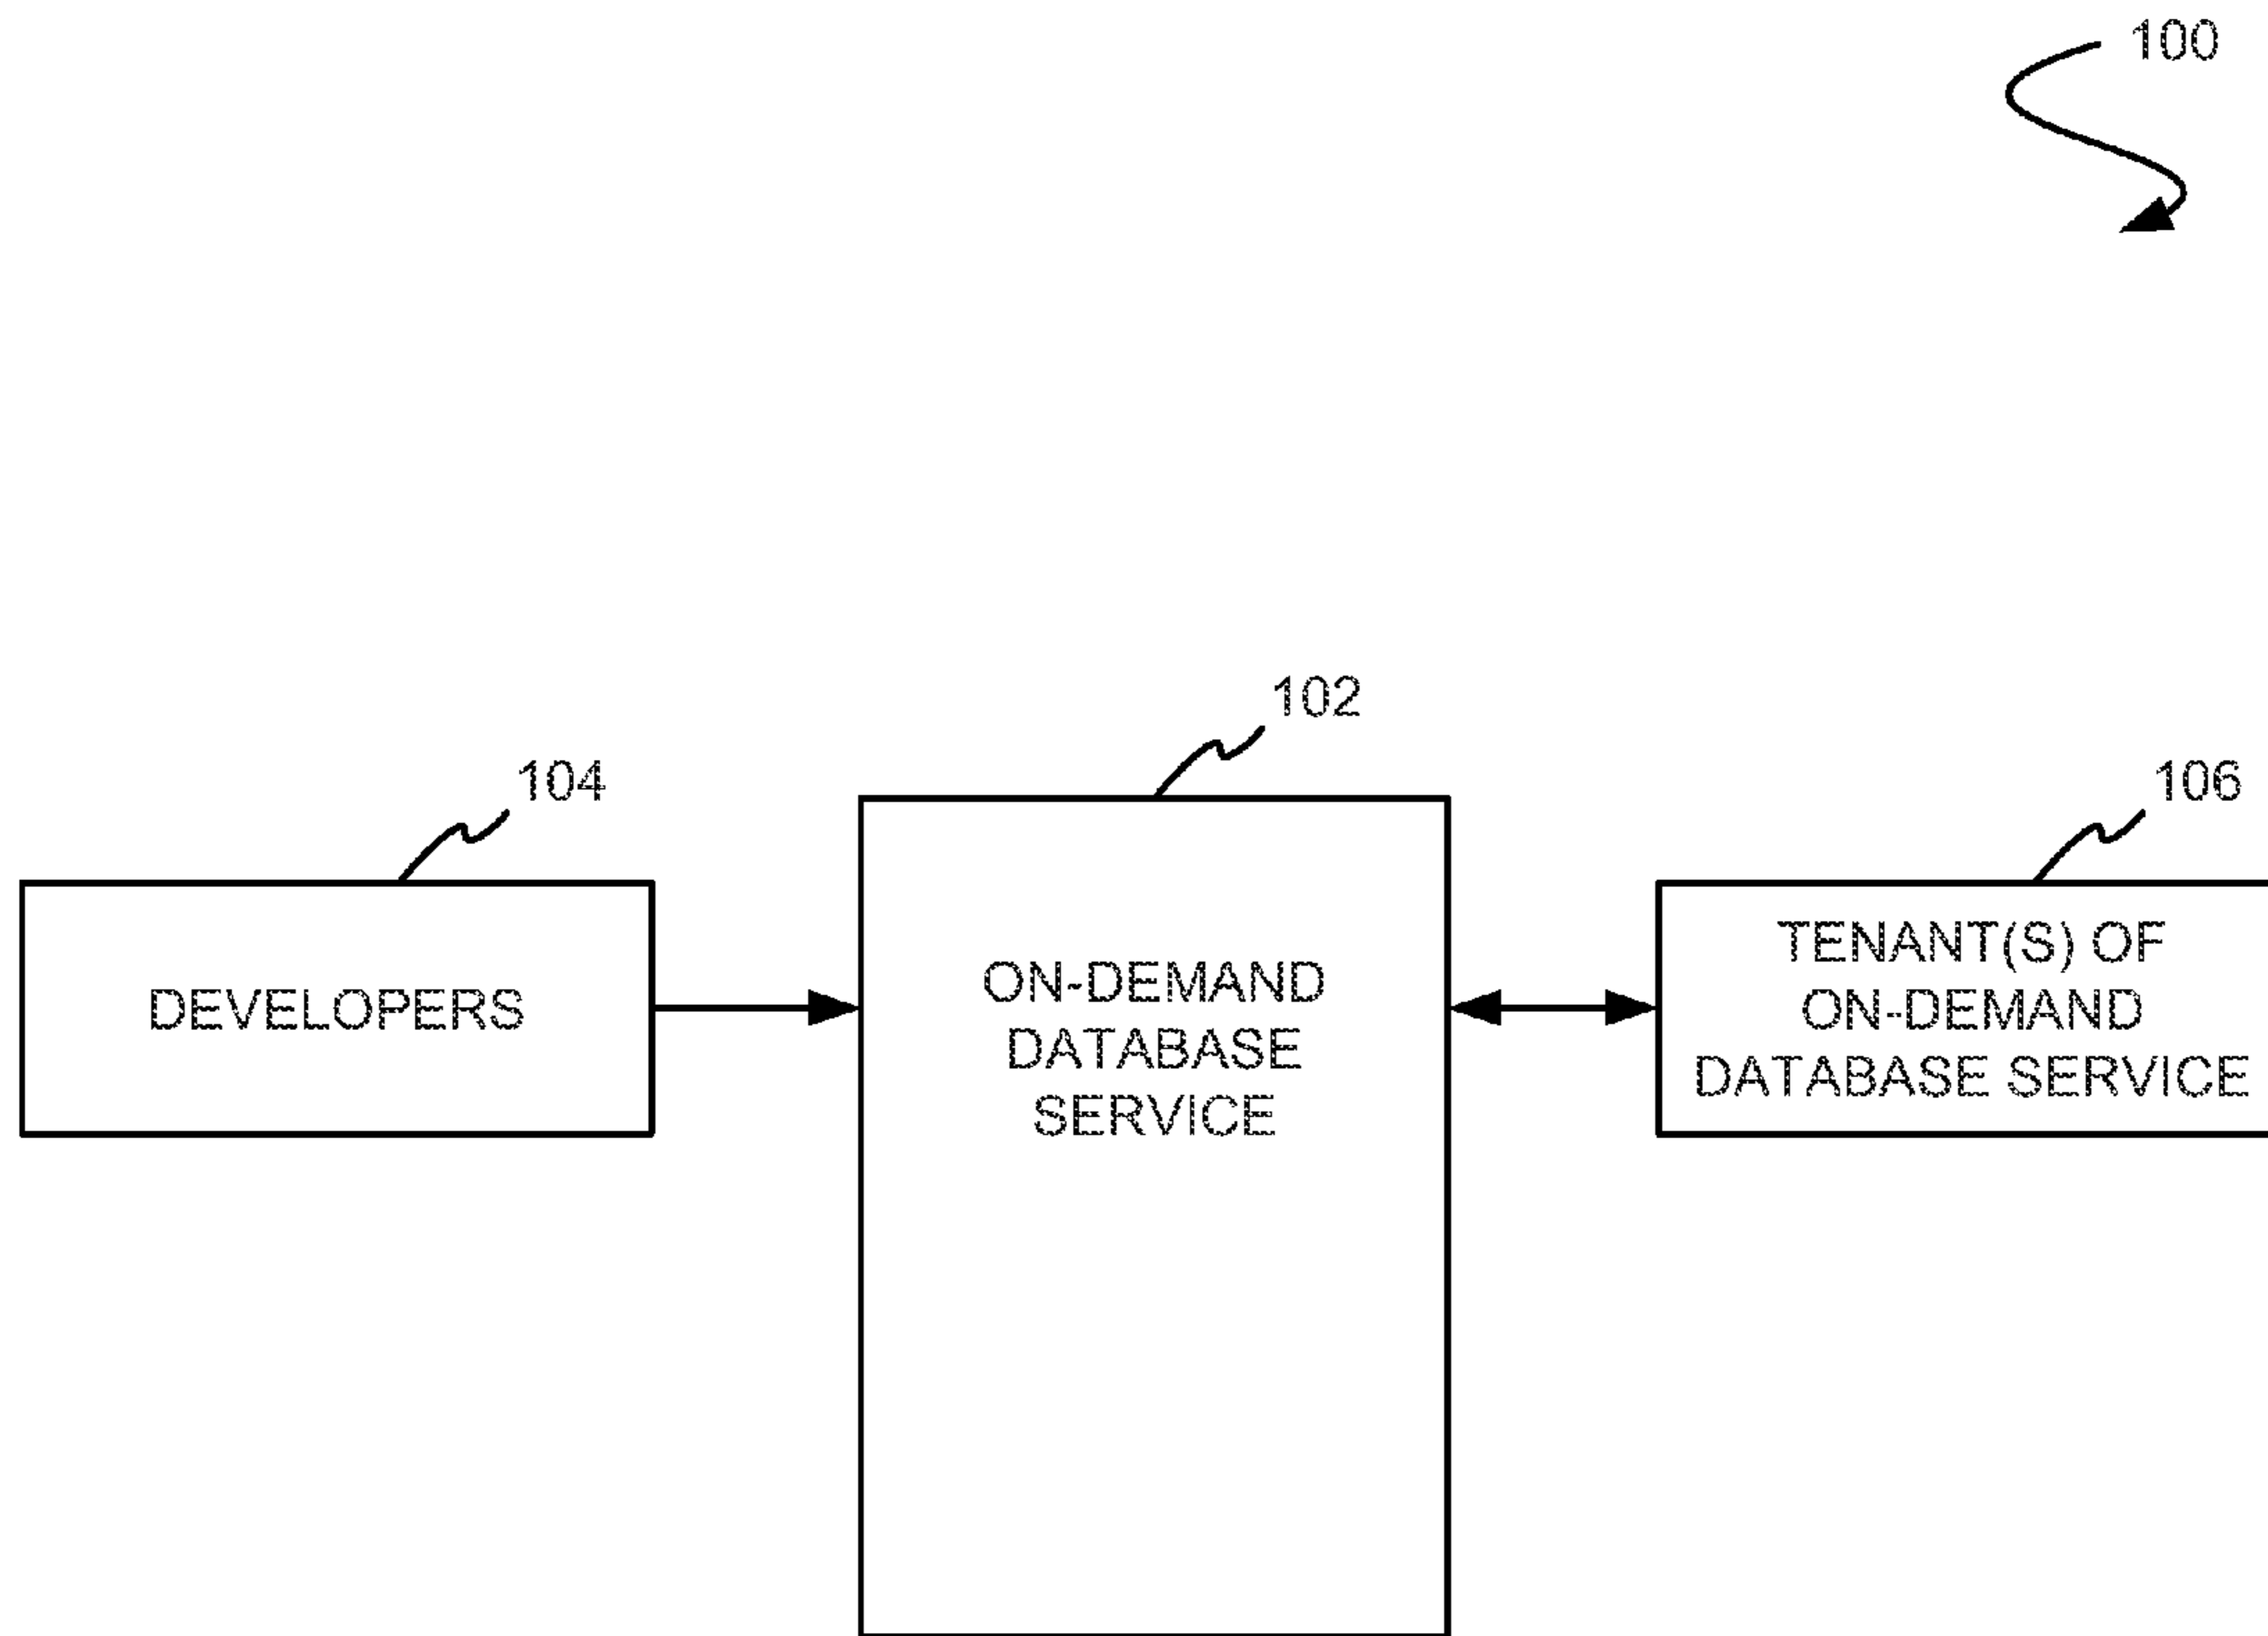 100
102
104
106
DEVELOPERS
ON-DEMAND
DATABASE
SERVICE
TENANT(S) OF
ON-DEMAND
DATABASE SERVICE